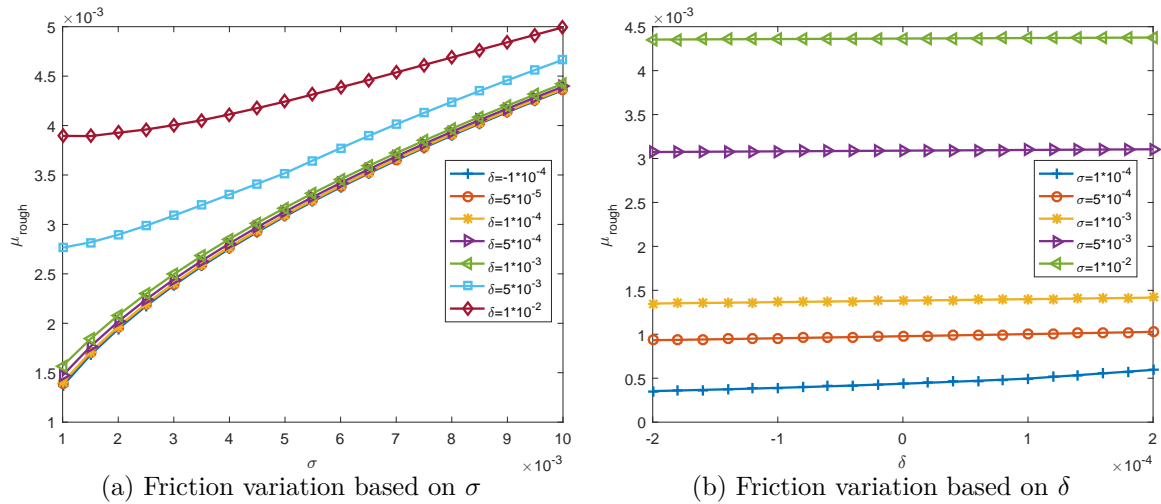 ×10⁻³
5
4.5
4
3.5
3
2.5
2
1.5
1
μ_rough
δ=-1*10⁻⁴
δ=5*10⁻⁵
δ=1*10⁻⁴
δ=5*10⁻⁴
δ=1*10⁻³
δ=5*10⁻³
δ=1*10⁻²
1 2 3 4 5 6 7 8 9 10
σ ×10⁻³
(a) Friction variation based on σ
×10⁻³
4.5
4
3.5
3
2.5
2
1.5
1
0.5
0
μ_rough
σ=1*10⁻⁴
σ=5*10⁻⁴
σ=1*10⁻³
σ=5*10⁻³
σ=1*10⁻²
-2 -1 0 1 2
δ ×10⁻⁴
(b) Friction variation based on δ